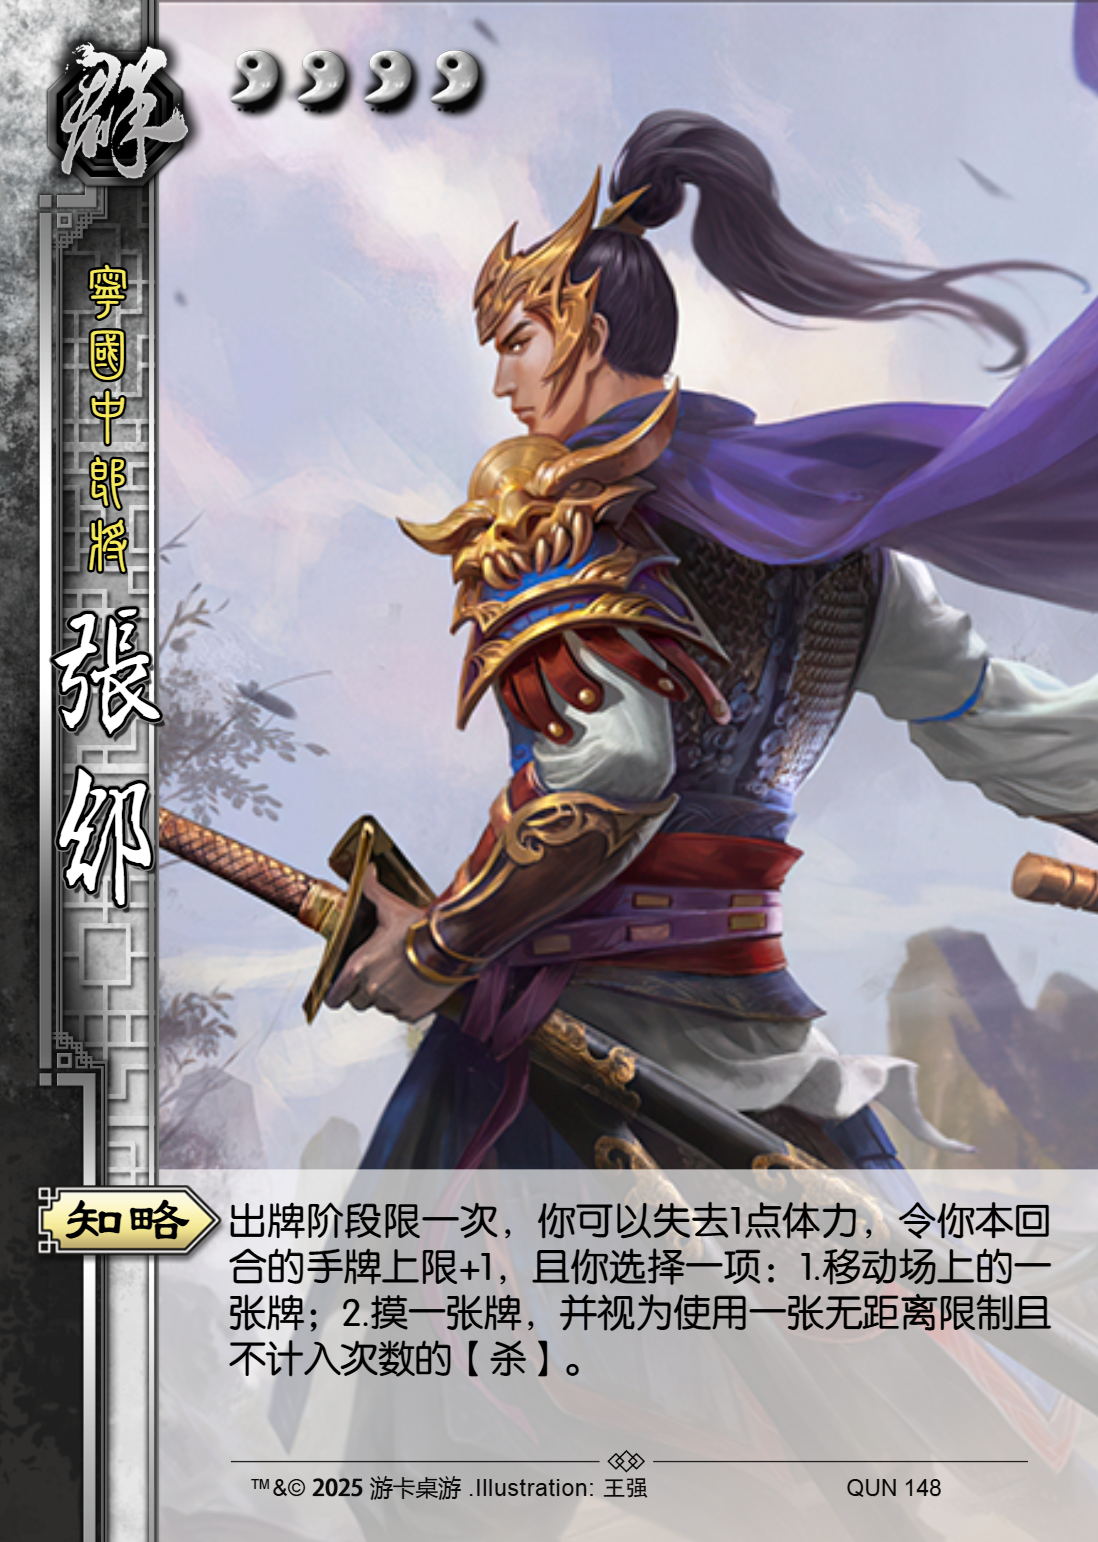 群
寧國中郎將
張郃
知略
出牌阶段限一次，你可以失去1点体力，令你本回
合的手牌上限+1，且你选择一项：1.移动场上的一
张牌；2.摸一张牌，并视为使用一张无距离限制且
不计入次数的【杀】。
™&© 2025 游卡桌游 .Illustration: 王强
QUN 148